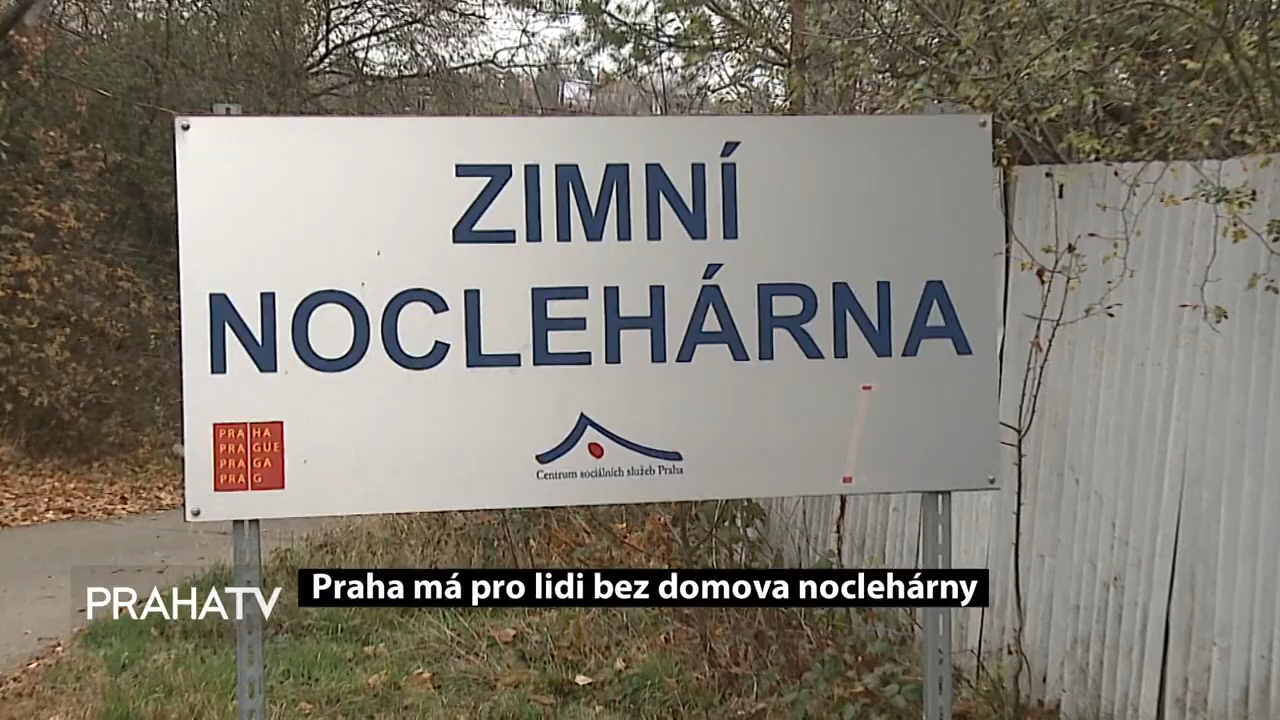 ZIMNÍ
NOCLEHÁRNA
PRAHA
PRAGUE
PRAGA
PRAG
Centrum sociálních služeb Praha
PRAHATV
Praha má pro lidi bez domova noclehárny